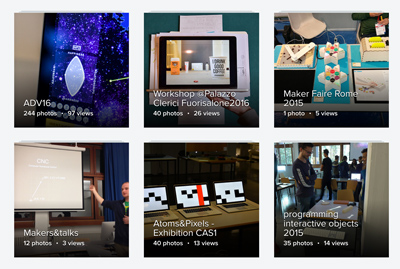 ADV16
244 photos • 97 views
Workshop @Palazzo
Clerici Fuorisalone2016
40 photos • 26 views
Maker Faire Rome
2015
1 photo • 5 views
CNC
Makers&talks
12 photos • 3 views
Atoms&Pixels -
Exhibition CAS1
40 photos • 13 views
programming
interactive objects
2015
35 photos • 14 views